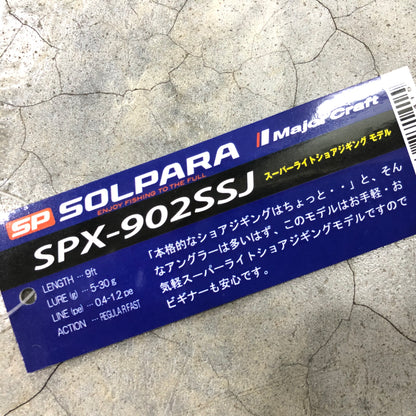 SP SOLPARA
ENJOY FISHING TO THE FULL
Major Craft
SPX-902SSJ
スーパーライトショアジギング モデル
LENGTH … 9ft
LURE (g) … 5-30 g
LINE (pe) … 0.4-1.2 pe
ACTION … REGULAR FAST
「本格的なショアジギングはちょっと・・」と、そん
なアングラーは多いはず、このモデルはお手軽・お
気軽スーパーライトショアジギングモデルですので
ビギナーも安心です。